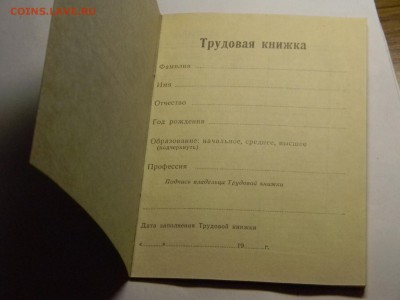 COINS.LAVE.RU
Трудовая книжка
Фамилия
Имя
Отчество
Год рождения
Образование: начальное, среднее, высшее
(подчеркнуть)
Профессия
Подпись владельца Трудовой книжки
Дата заполнения Трудовой книжки
« » 19 г.